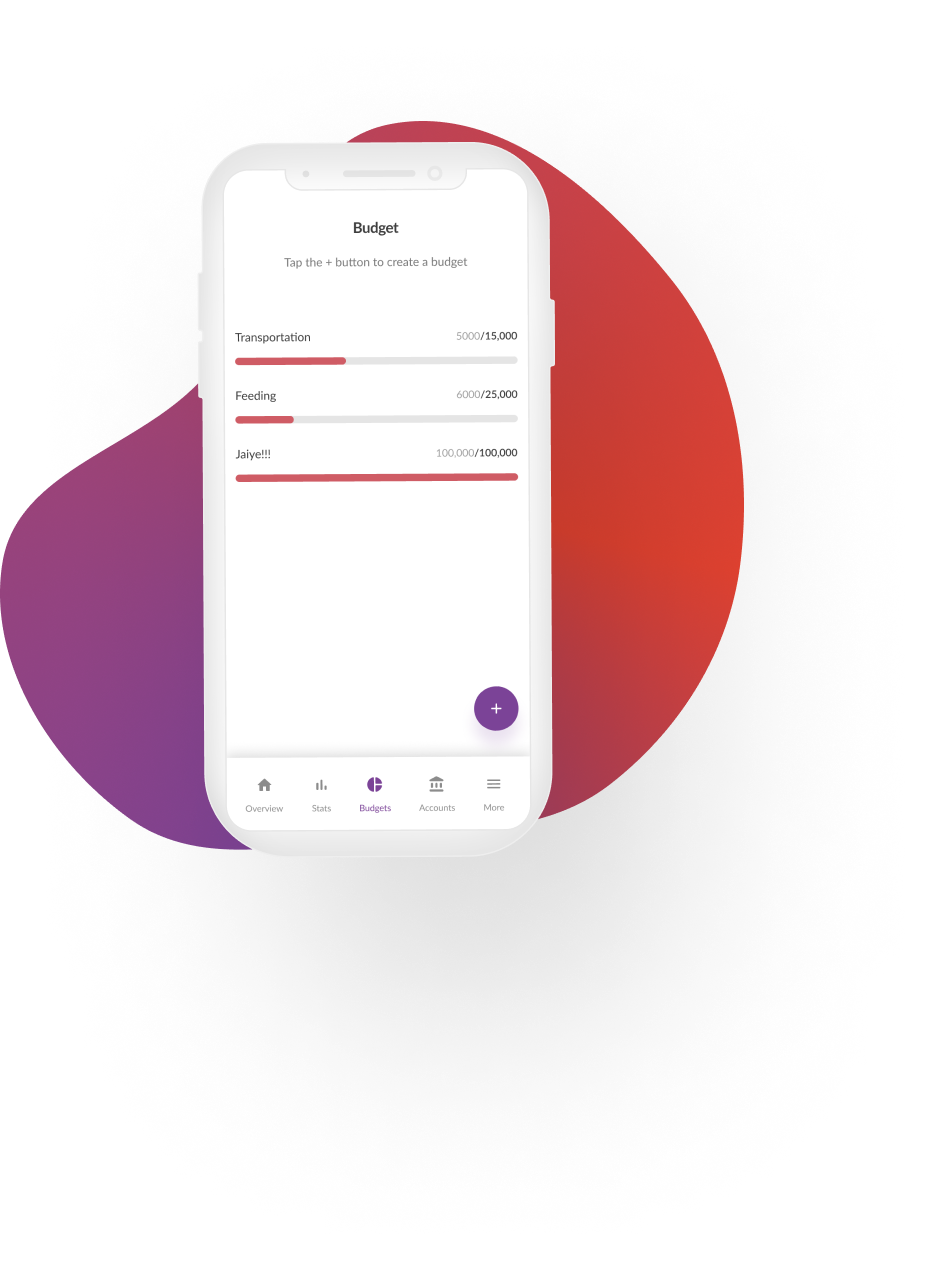 Budget
Tap the + button to create a budget
Transportation 5000/15,000
Feeding 6000/25,000
Jaiye!!! 100,000/100,000
+
Overview Stats Budgets Accounts More